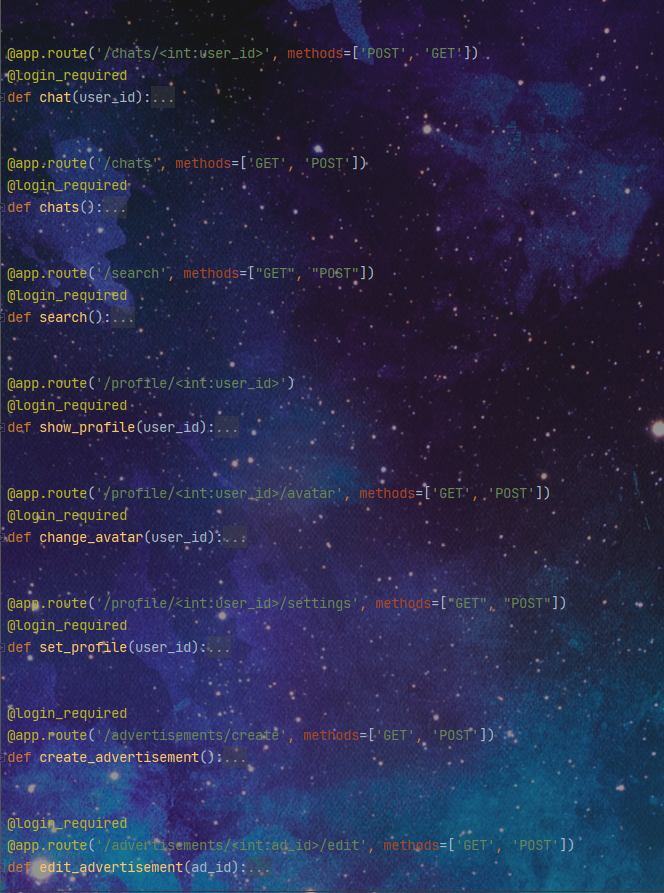 @app.route('/chats/<int:user_id>', methods=['POST', 'GET'])
@login_required
def chat(user_id):...
@app.route('/chats', methods=['GET', 'POST'])
@login_required
def chats():...
@app.route('/search', methods=["GET", "POST"])
@login_required
def search():...
@app.route('/profile/<int:user_id>')
@login_required
def show_profile(user_id):...
@app.route('/profile/<int:user_id>/avatar', methods=['GET', 'POST'])
@login_required
def change_avatar(user_id):...
@app.route('/profile/<int:user_id>/settings', methods=["GET", "POST"])
@login_required
def set_profile(user_id):...
@login_required
@app.route('/advertisements/create', methods=['GET', 'POST'])
def create_advertisement():...
@login_required
@app.route('/advertisements/<int:ad_id>/edit', methods=['GET', 'POST'])
def edit_advertisement(ad_id):...